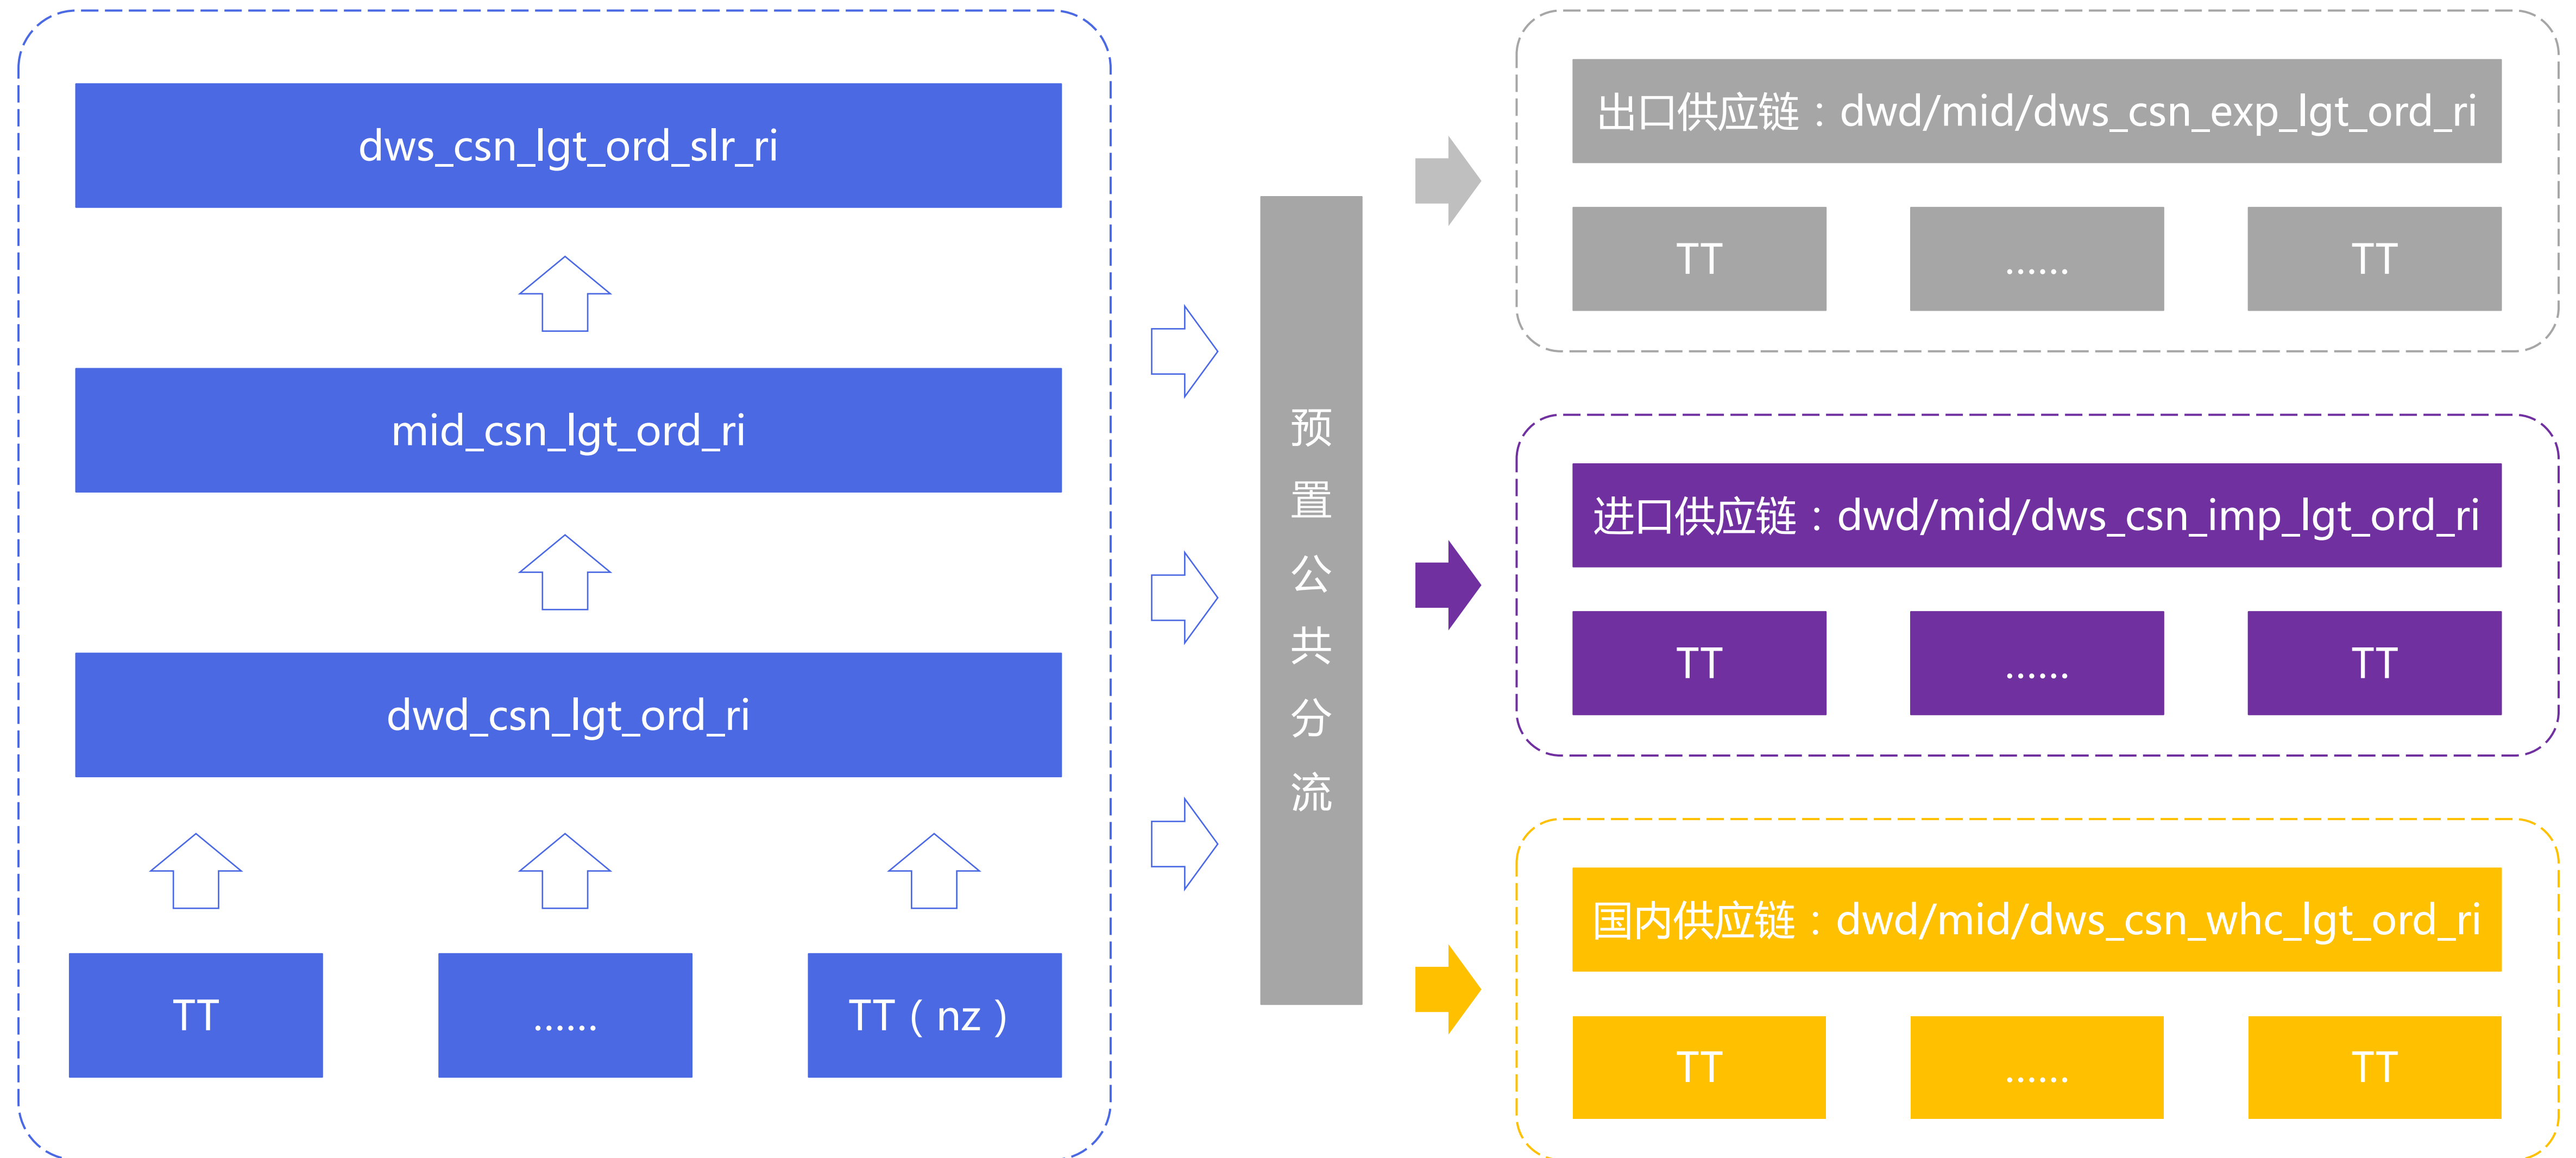 dws_csn_lgt_ord_slr_ri
mid_csn_lgt_ord_ri
dwd_csn_lgt_ord_ri
TT
......
TT（nz）
预置公共分流
出口供应链：dwd/mid/dws_csn_exp_lgt_ord_ri
TT
......
TT
进口供应链：dwd/mid/dws_csn_imp_lgt_ord_ri
TT
......
TT
国内供应链：dwd/mid/dws_csn_whc_lgt_ord_ri
TT
......
TT